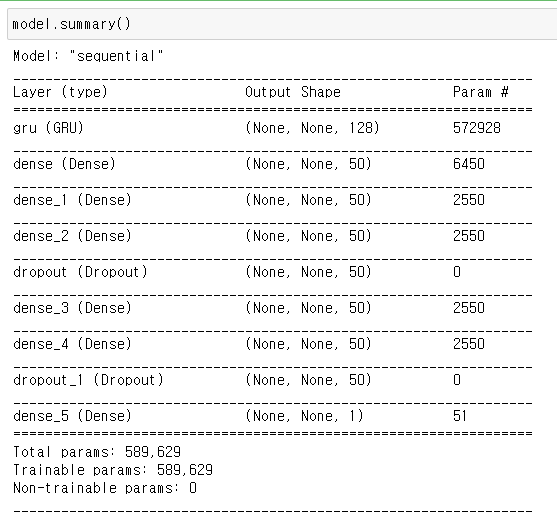 model.summary()
Model: "sequential"
_________________________________________________________________
Layer (type)                 Output Shape              Param #
=================================================================
gru (GRU)                    (None, None, 128)         572928
_________________________________________________________________
dense (Dense)                (None, None, 50)          6450
_________________________________________________________________
dense_1 (Dense)              (None, None, 50)          2550
_________________________________________________________________
dense_2 (Dense)              (None, None, 50)          2550
_________________________________________________________________
dropout (Dropout)            (None, None, 50)          0
_________________________________________________________________
dense_3 (Dense)              (None, None, 50)          2550
_________________________________________________________________
dense_4 (Dense)              (None, None, 50)          2550
_________________________________________________________________
dropout_1 (Dropout)          (None, None, 50)          0
_________________________________________________________________
dense_5 (Dense)              (None, None, 1)           51
=================================================================
Total params: 589,629
Trainable params: 589,629
Non-trainable params: 0
_________________________________________________________________